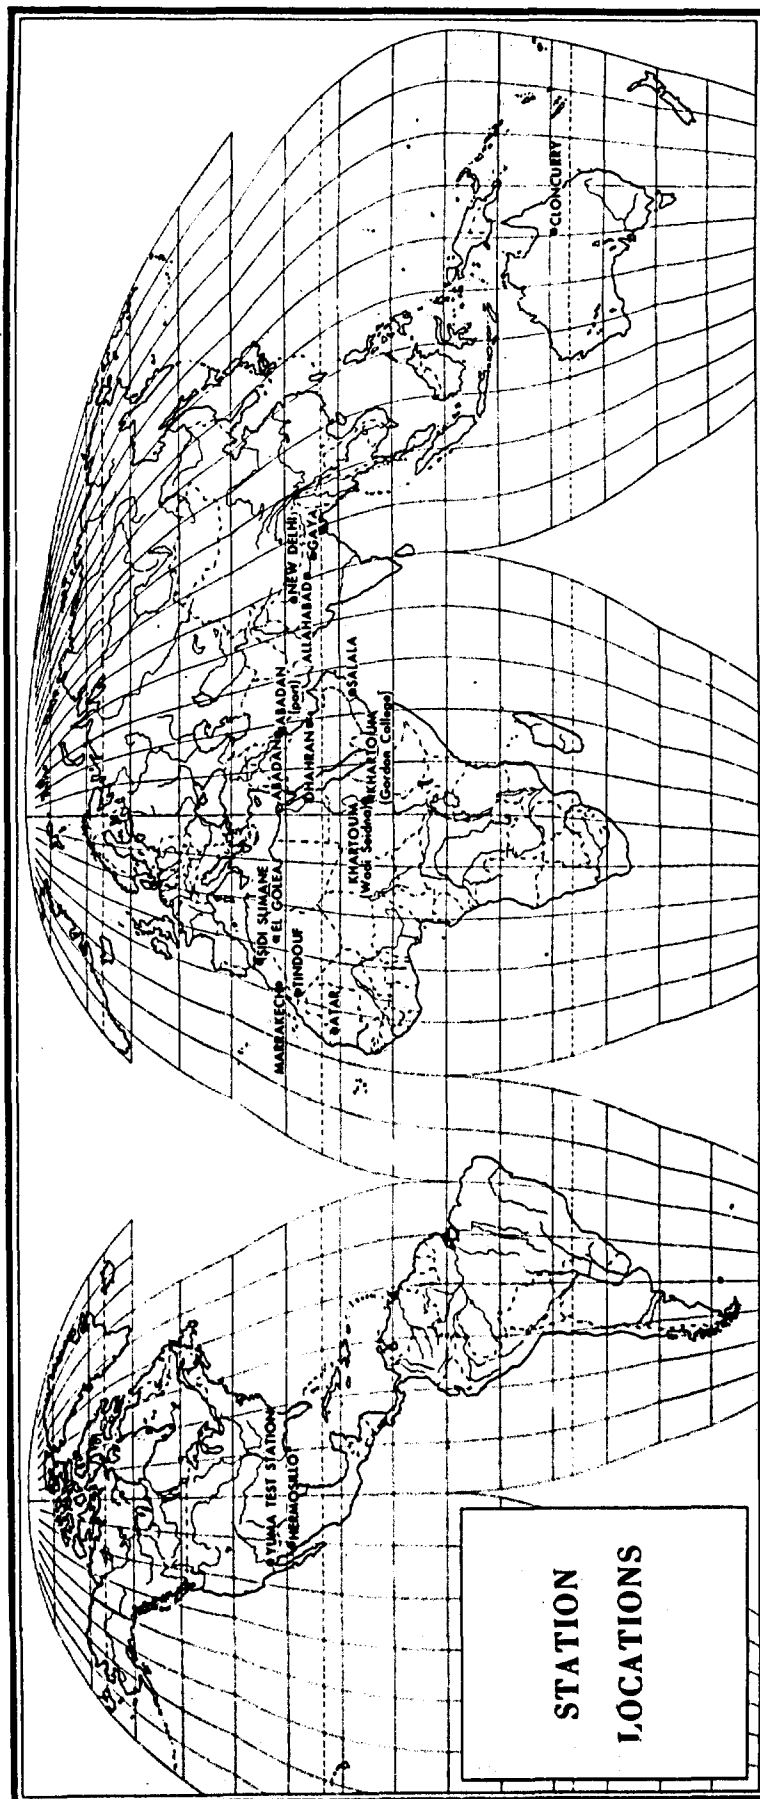 YUMA TEST STATION
HERMOSILLO
MARRAKECH
SIDI SLIMANE
EL GOLEA
TINDOUF
ATAR
ABADAN
ABADAN
(port)
DHAHRAN
KHARTOUM
(Wadi Seidna)
KHARTOUM
(Gordon College)
SALALA
NEW DELHI
ALLAHABAD
GAYA
CLONCURRY
STATION
LOCATIONS